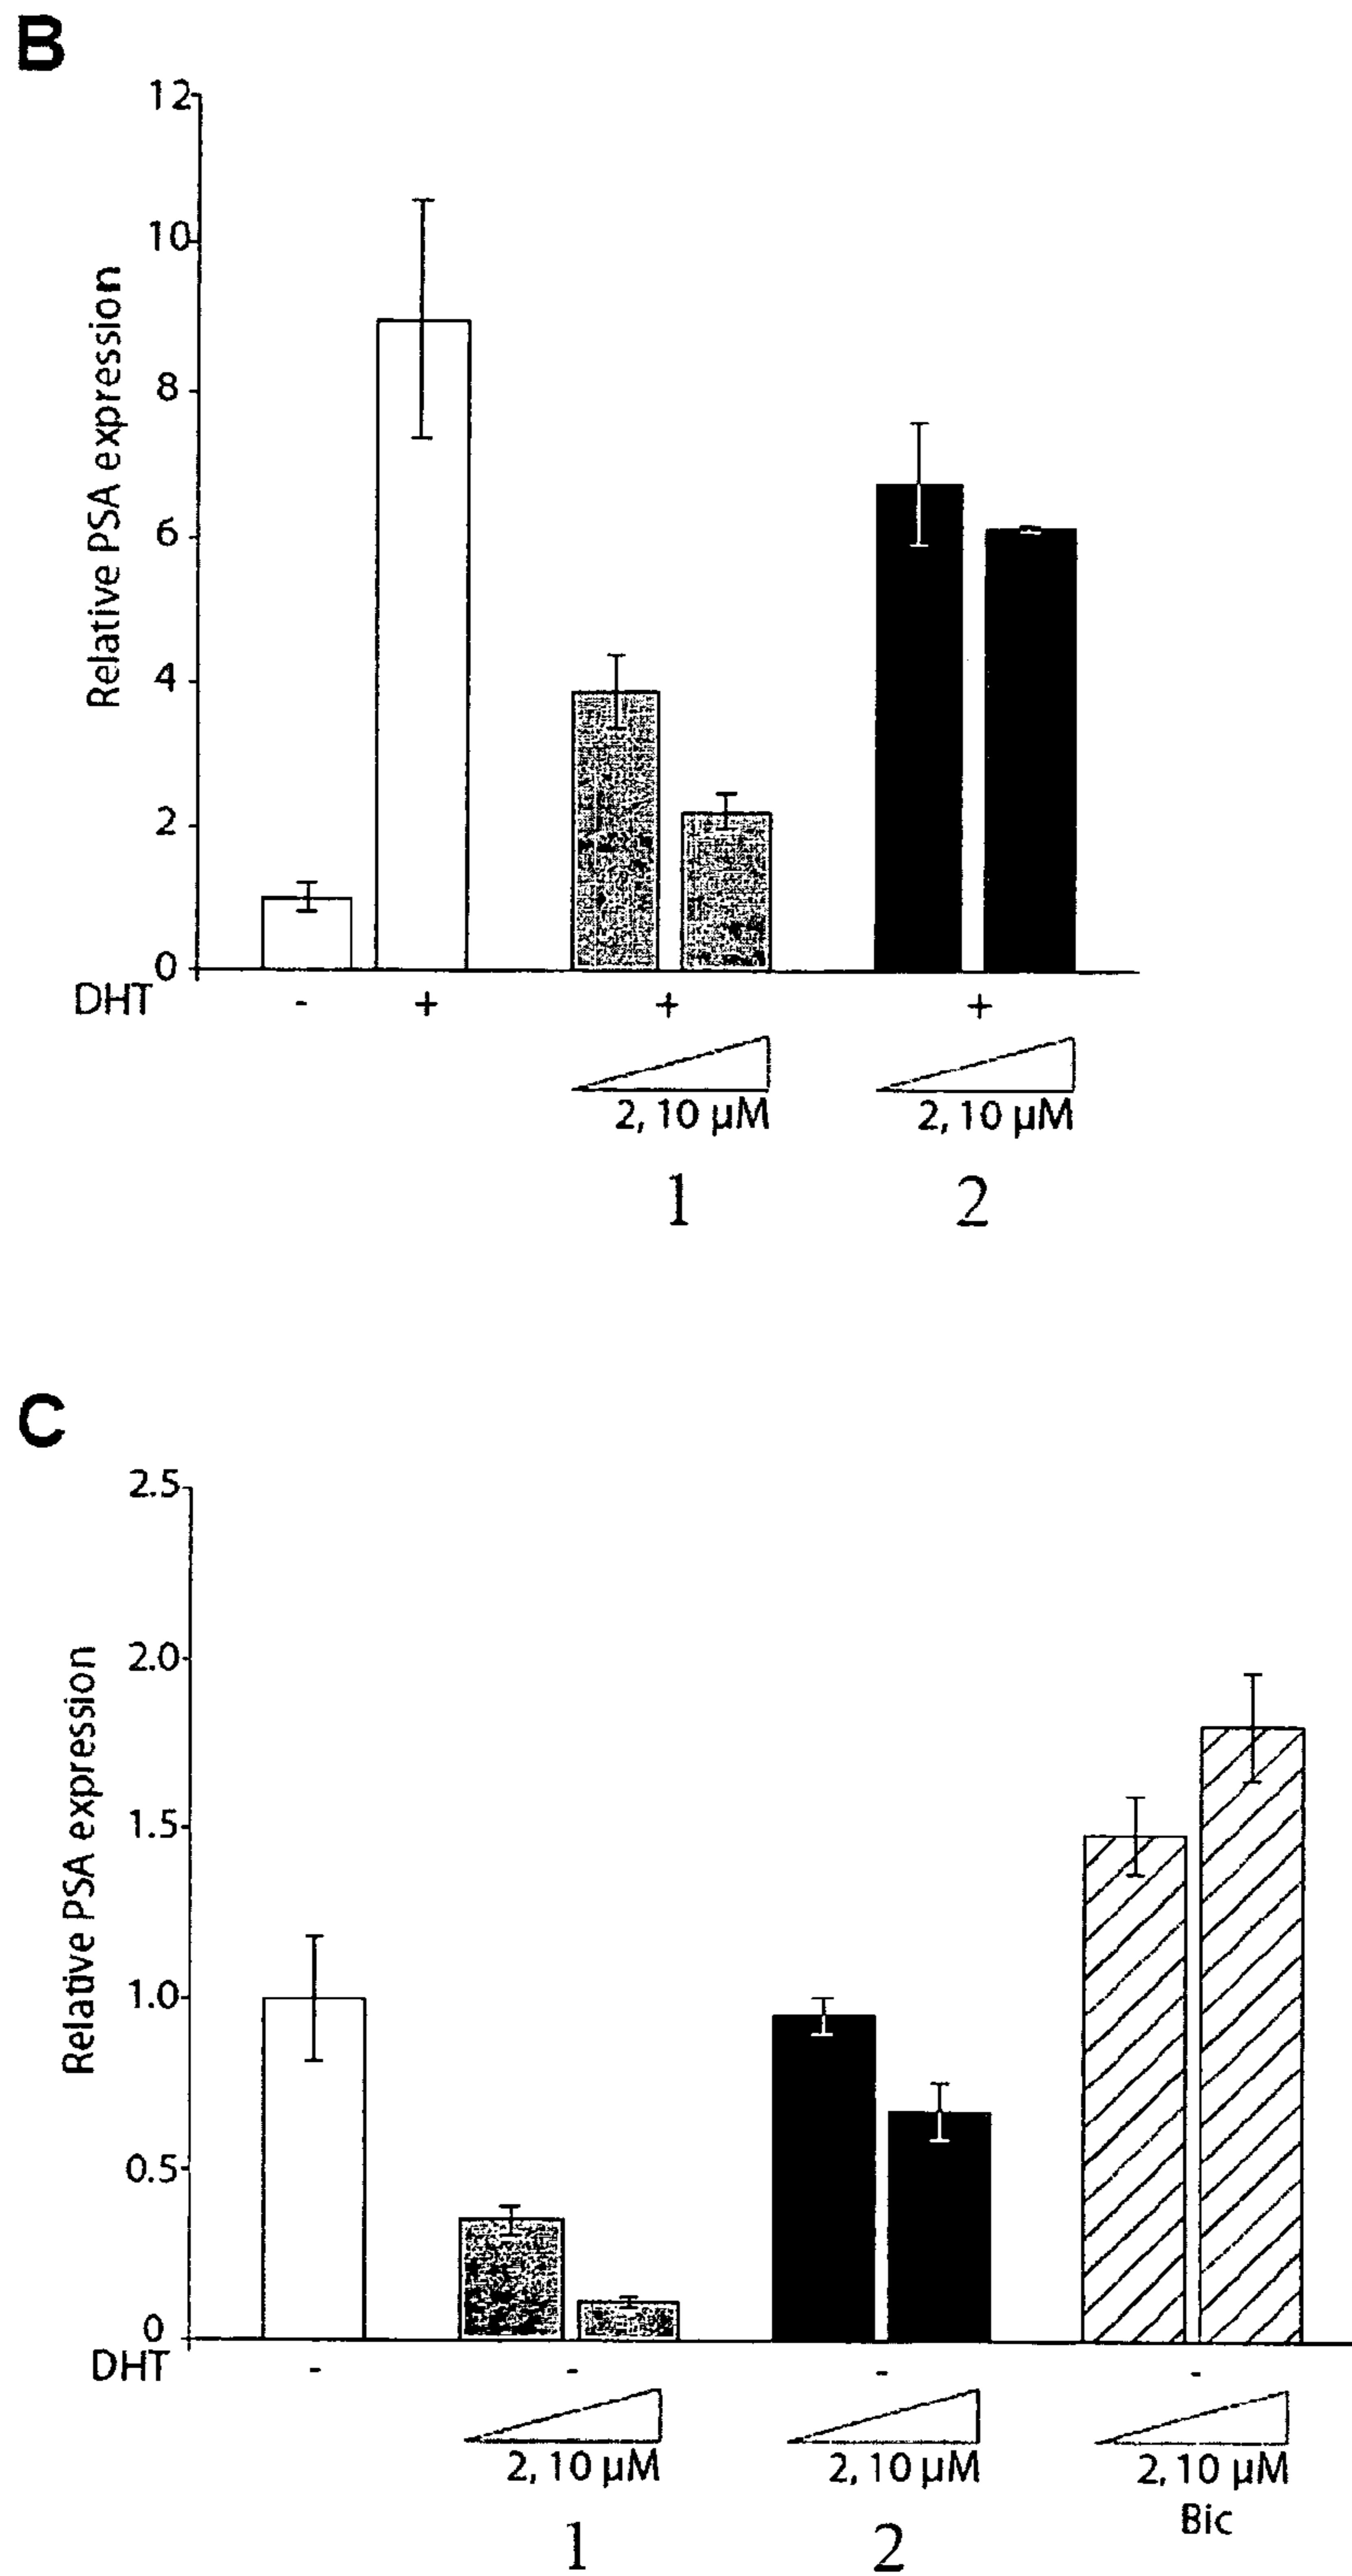 B
12
10
8
6
4
2
0
Relative PSA expression
DHT - + + +
2, 10 µM 2, 10 µM
1 2
C
2.5
2.0
1.5
1.0
0.5
0
Relative PSA expression
DHT - - - -
2, 10 µM 2, 10 µM 2, 10 µM
Bic
1 2